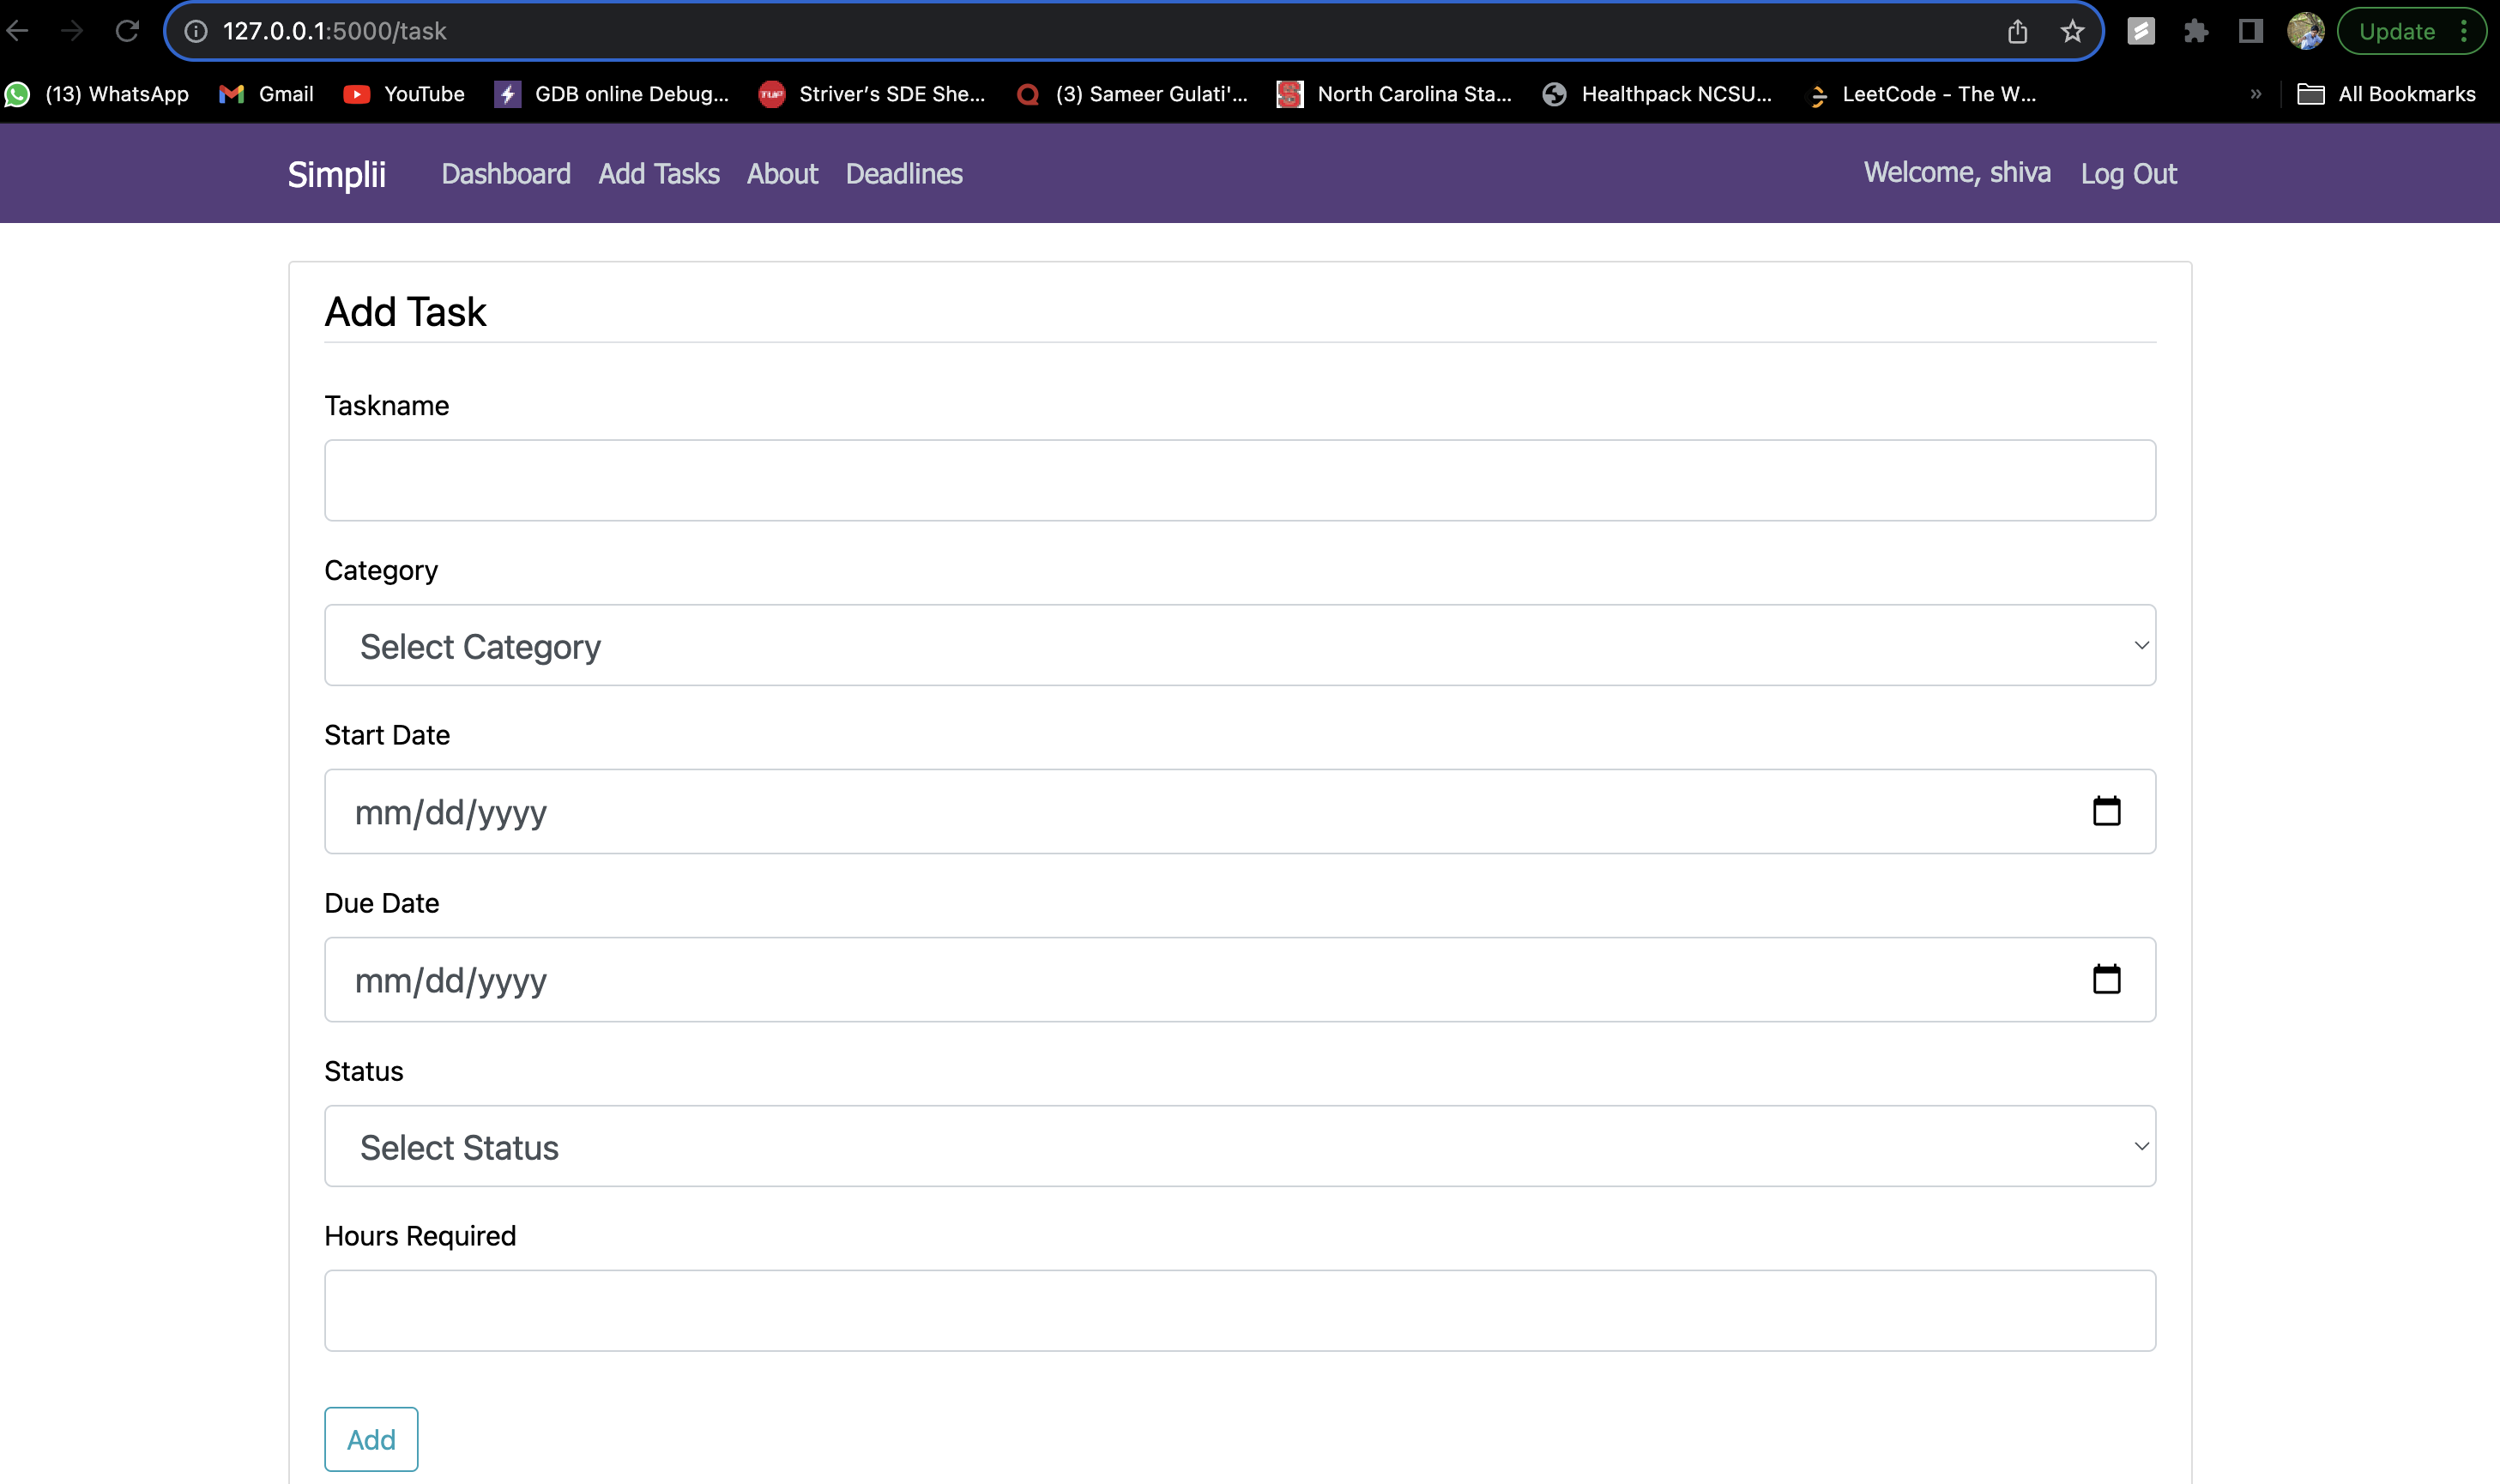 127.0.0.1:5000/task
Update
(13) WhatsApp Gmail YouTube GDB online Debug... TUF Striver's SDE She... (3) Sameer Gulati'... North Carolina Sta... Healthpack NCSU... LeetCode - The W... » All Bookmarks
Simplii Dashboard Add Tasks About Deadlines Welcome, shiva Log Out
Add Task
Taskname
Category
Select Category
Start Date
mm/dd/yyyy
Due Date
mm/dd/yyyy
Status
Select Status
Hours Required
Add